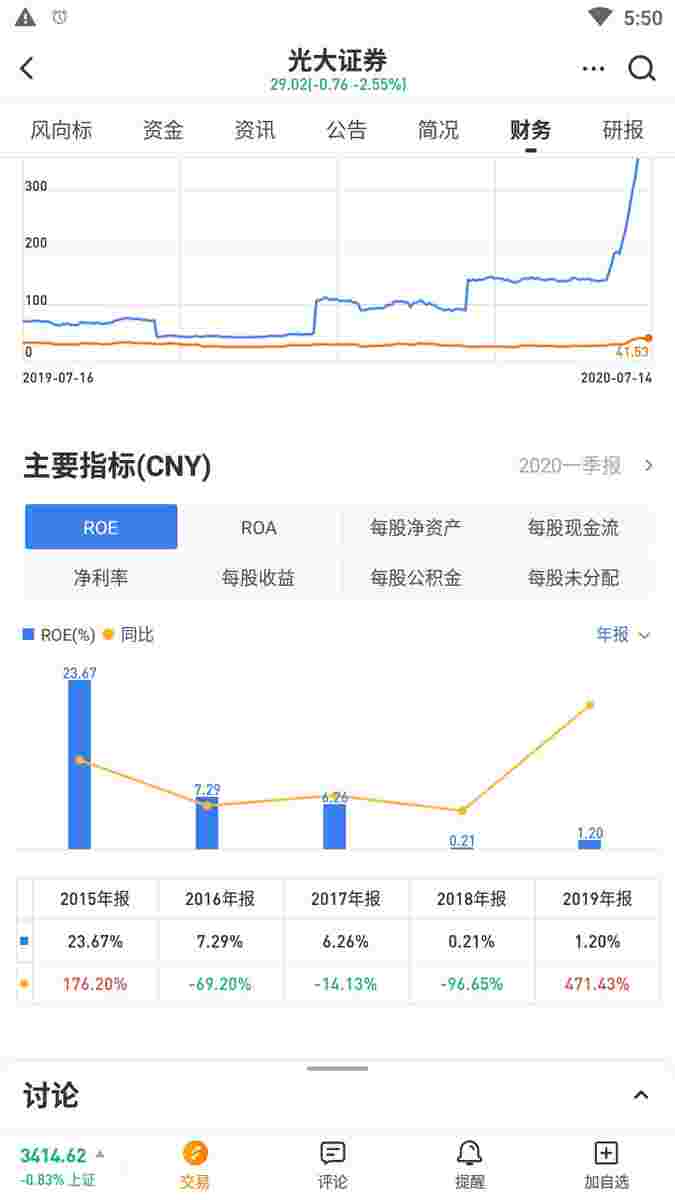 5:50
光大证券
29.02(-0.76 -2.55%)
风向标 资金 资讯 公告 简况 财务 研报
300
200
100
0
41.53
2019-07-16 2020-07-14
主要指标(CNY) 2020一季报
ROE ROA 每股净资产 每股现金流
净利率 每股收益 每股公积金 每股未分配
ROE(%) 同比 年报
23.67
7.29
6.26
0.21
1.20
2015年报 2016年报 2017年报 2018年报 2019年报
23.67% 7.29% 6.26% 0.21% 1.20%
176.20% -69.20% -14.13% -96.65% 471.43%
讨论
3414.62
-0.83% 上证
交易 评论 提醒 加自选